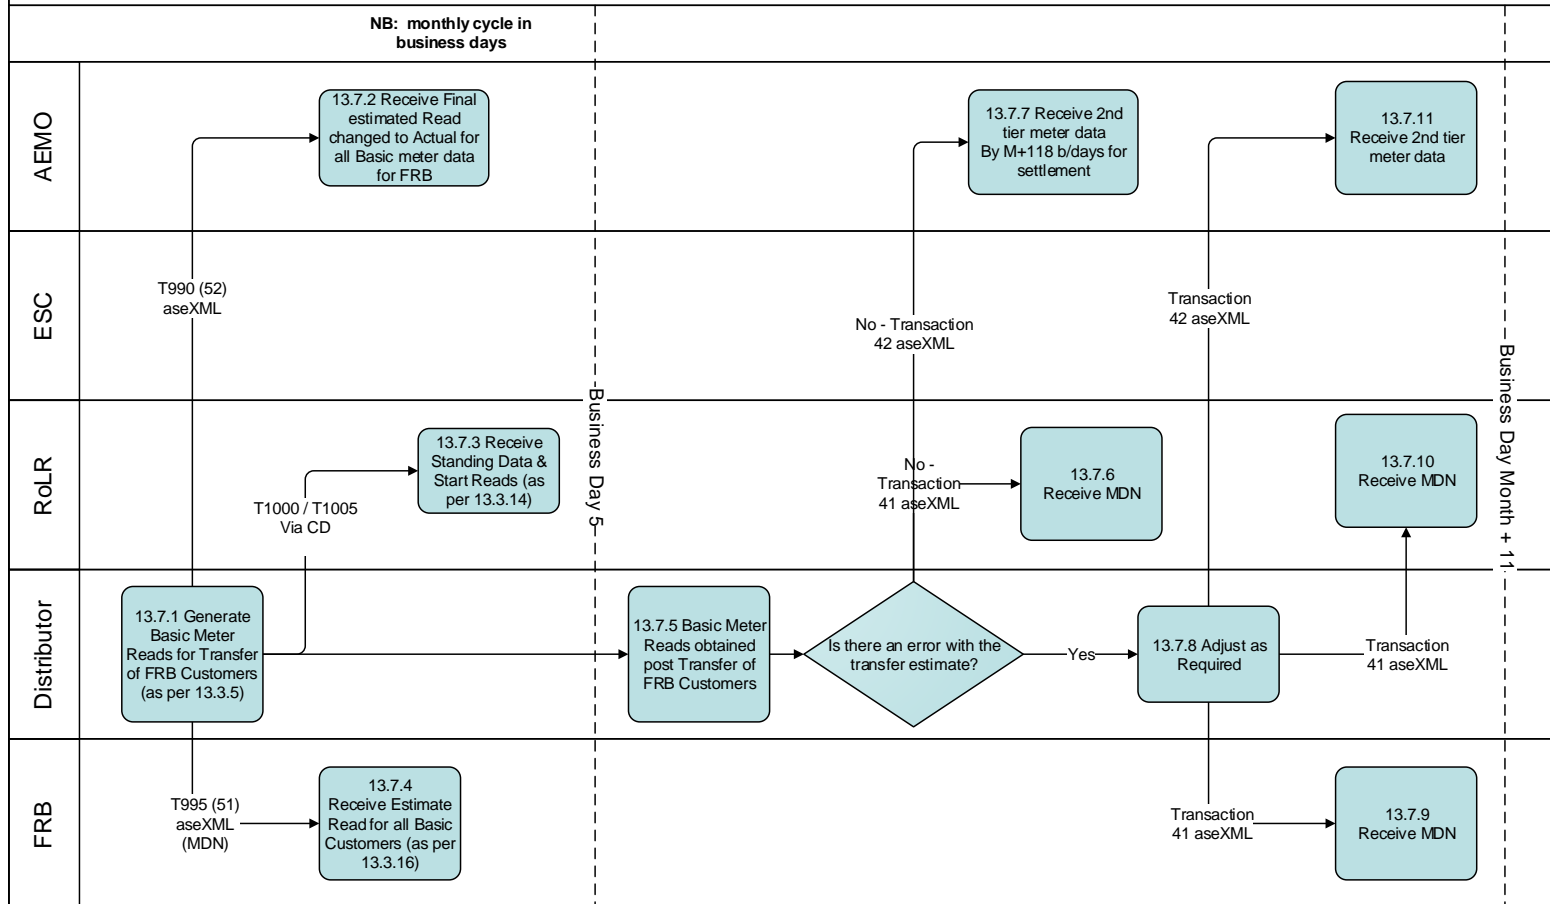 NB: monthly cycle in
business days
AEMO
13.7.2 Receive Final
estimated Read
changed to Actual for
all Basic meter data
for FRB
13.7.7 Receive 2nd
tier meter data
By M+118 b/days for
settlement
13.7.11
Receive 2nd tier
meter data
ESC
T990 (52)
aseXML
No - Transaction
42 aseXML
Transaction
42 aseXML
RoLR
13.7.3 Receive
Standing Data &
Start Reads (as
per 13.3.14)
T1000 / T1005
Via CD
Business Day 5
No -
Transaction
41 aseXML
13.7.6
Receive MDN
13.7.10
Receive MDN
Business Day Month + 11
Distributor
13.7.1 Generate
Basic Meter
Reads for Transfer
of FRB Customers
(as per 13.3.5)
13.7.5 Basic Meter
Reads obtained
post Transfer of
FRB Customers
Is there an error with the
transfer estimate?
Yes
13.7.8 Adjust as
Required
Transaction
41 aseXML
FRB
T995 (51)
aseXML
(MDN)
13.7.4
Receive Estimate
Read for all Basic
Customers (as per
13.3.16)
Transaction
41 aseXML
13.7.9
Receive MDN